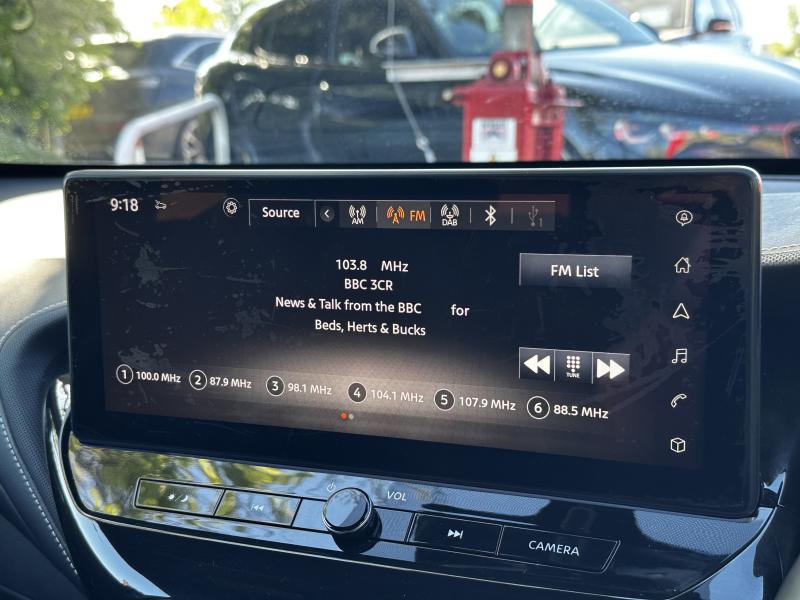 9:18
Source
AM
FM
DAB
1
103.8 MHz
FM List
BBC 3CR
News & Talk from the BBC for
Beds, Herts & Bucks
TUNE
1 100.0 MHz 2 87.9 MHz 3 98.1 MHz 4 104.1 MHz 5 107.9 MHz 6 88.5 MHz
VOL
CAMERA